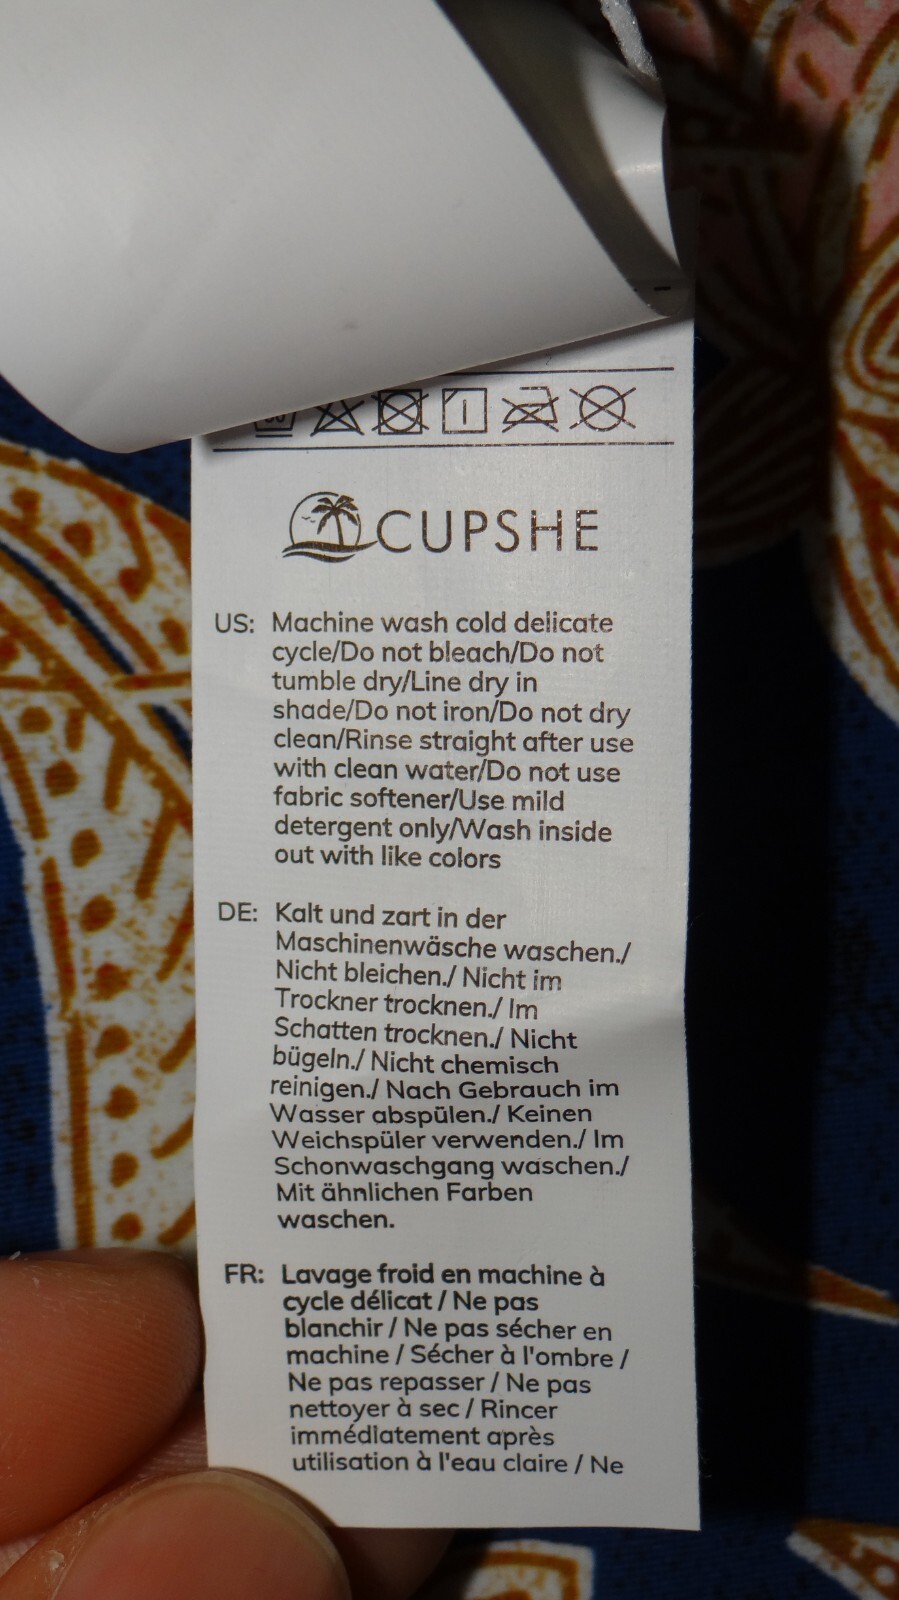 CUPSHE
US: Machine wash cold delicate
cycle/Do not bleach/Do not
tumble dry/Line dry in
shade/Do not iron/Do not dry
clean/Rinse straight after use
with clean water/Do not use
fabric softener/Use mild
detergent only/Wash inside
out with like colors
DE: Kalt und zart in der
Maschinenwäsche waschen./
Nicht bleichen./ Nicht im
Trockner trocknen./ Im
Schatten trocknen./ Nicht
bügeln./ Nicht chemisch
reinigen./ Nach Gebrauch im
Wasser abspülen./ Keinen
Weichspüler verwenden./ Im
Schonwaschgang waschen./
Mit ähnlichen Farben
waschen.
FR: Lavage froid en machine à
cycle délicat / Ne pas
blanchir / Ne pas sécher en
machine / Sécher à l'ombre /
Ne pas repasser / Ne pas
nettoyer à sec / Rincer
immédiatement après
utilisation à l'eau claire / Ne